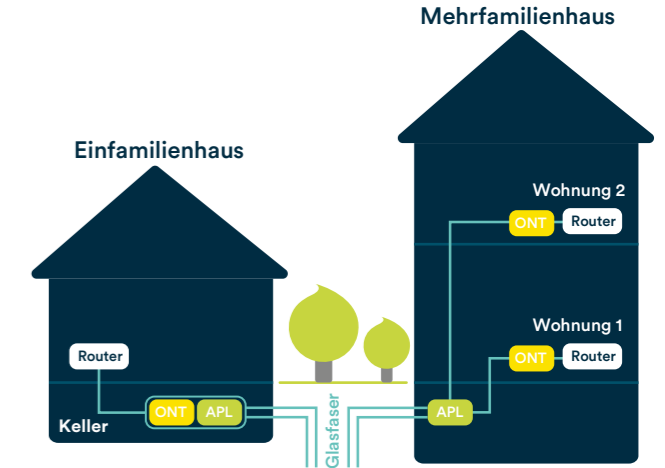 Mehrfamilienhaus
Einfamilienhaus
Wohnung 2
ONT Router
Wohnung 1
Router
ONT Router
ONT APL
APL
Keller
Glasfaser